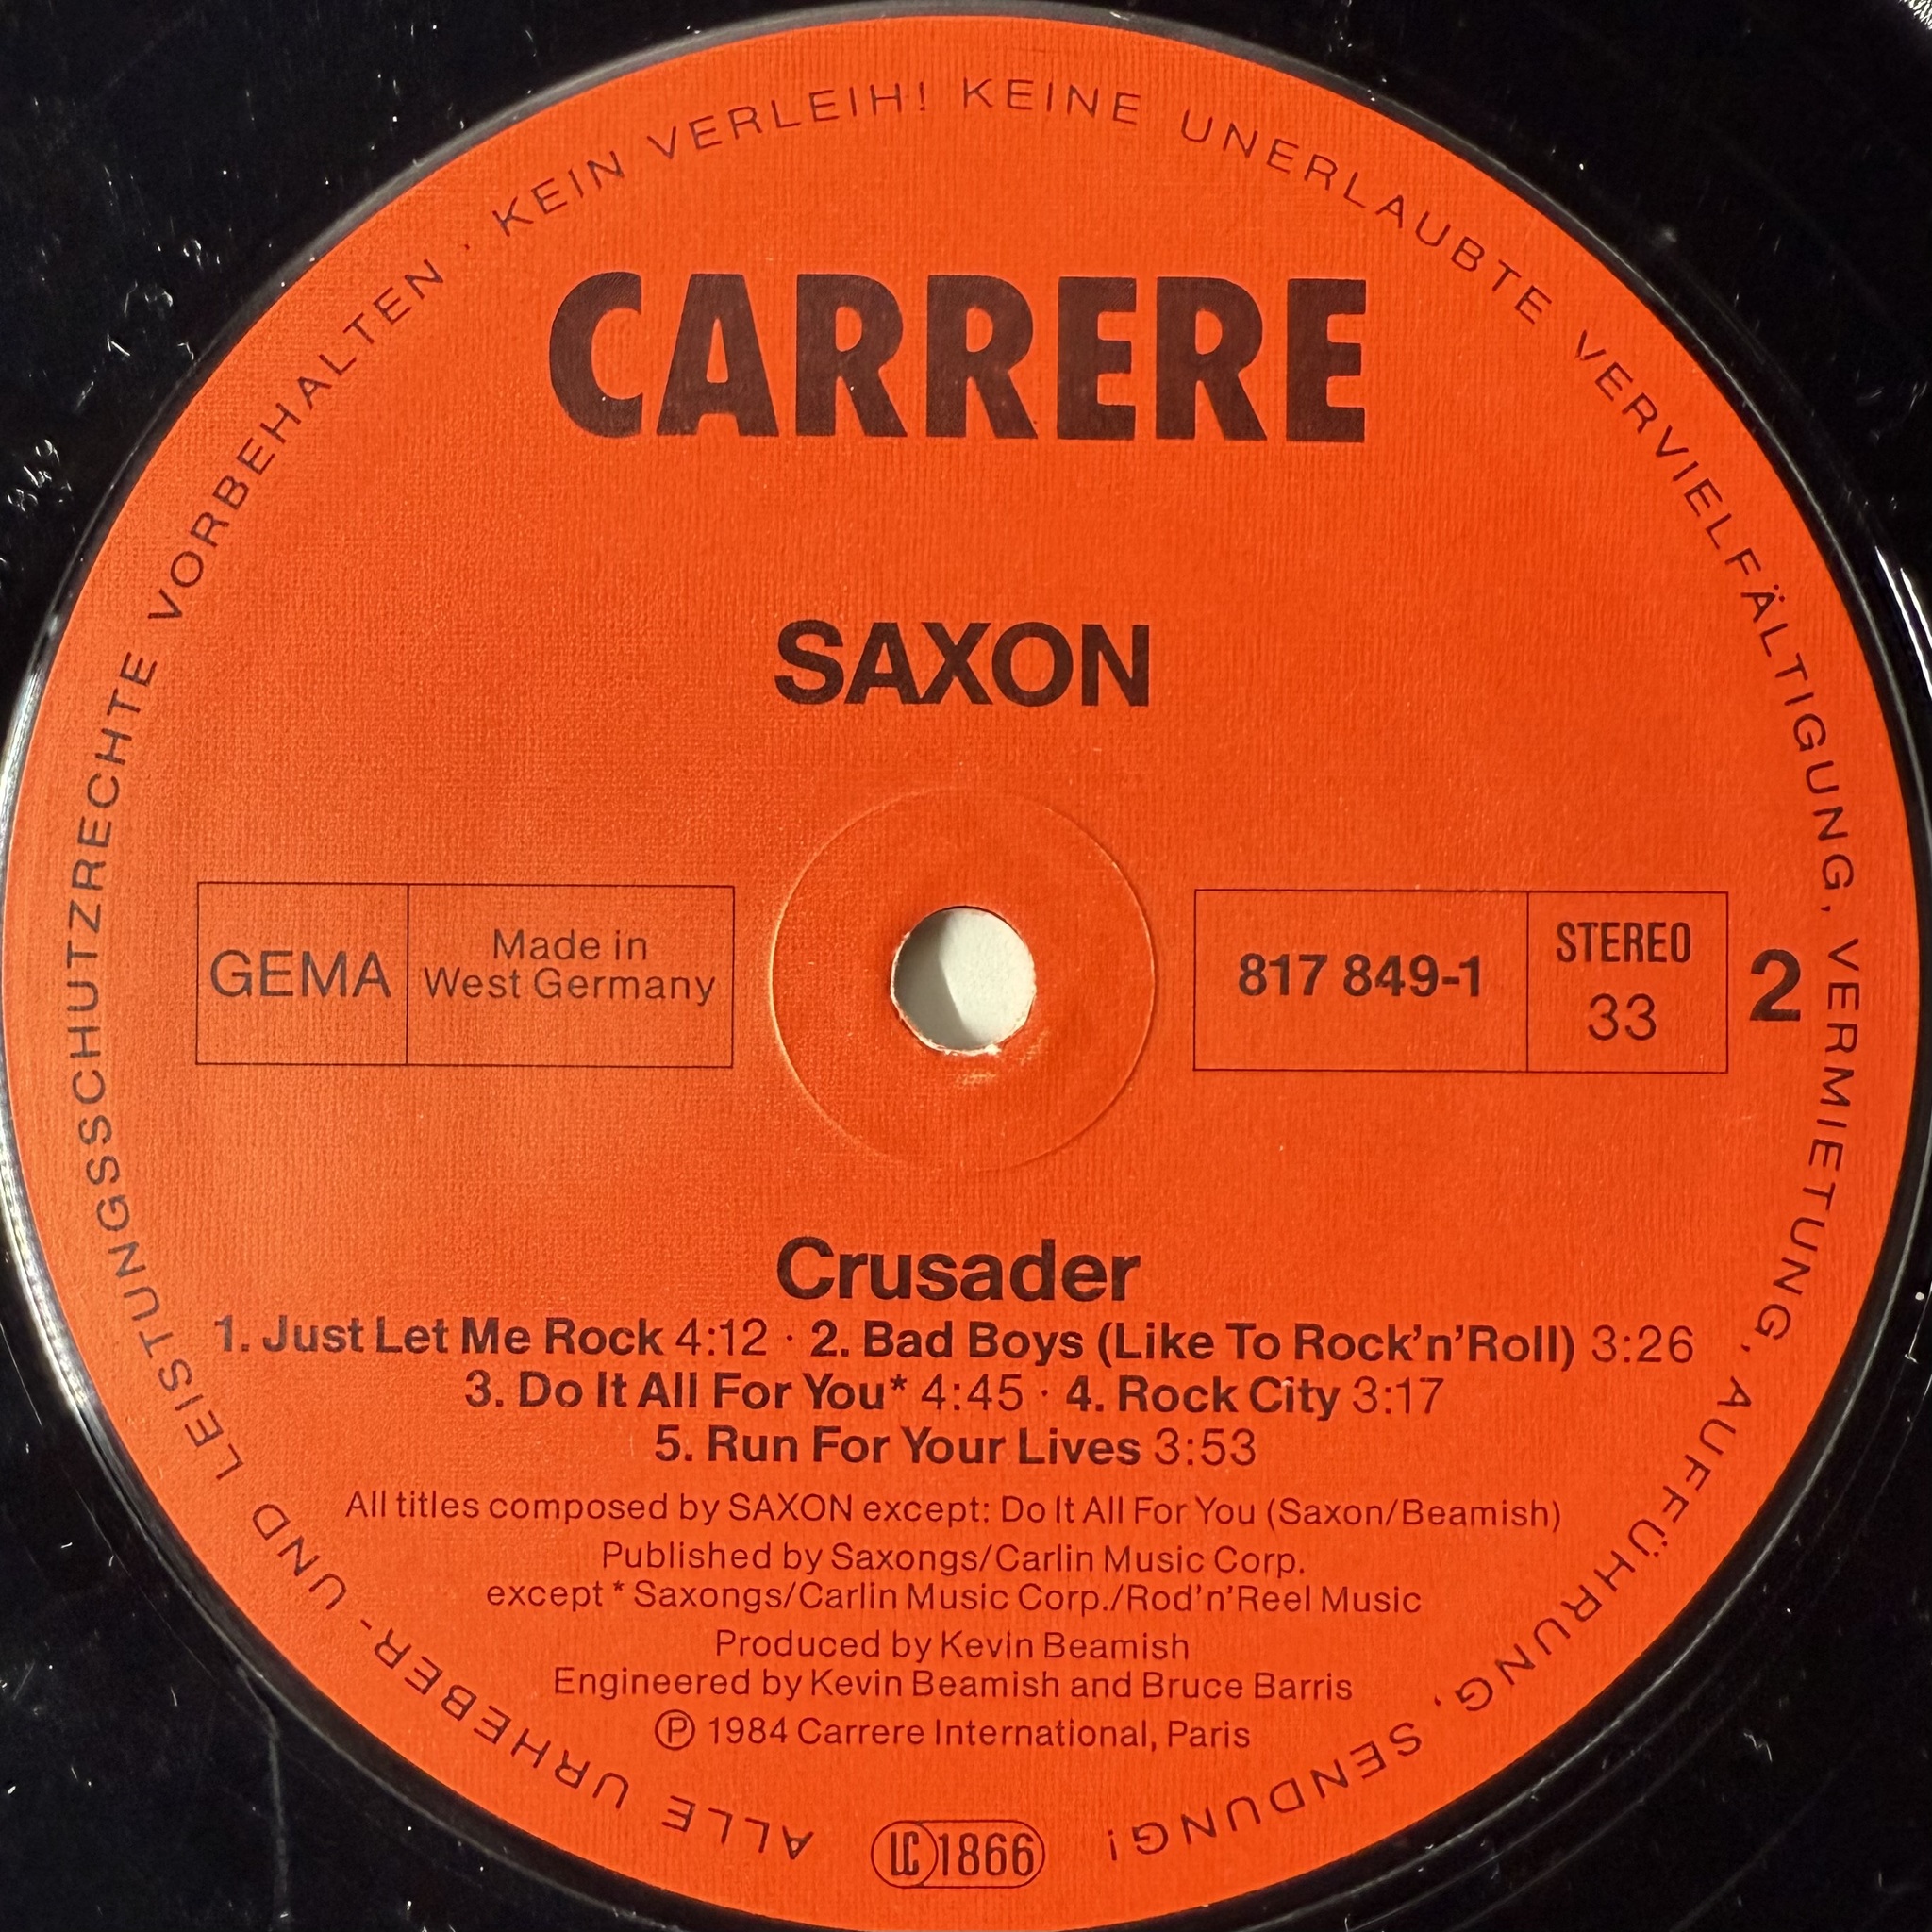 ALLE URHEBER- UND LEISTUNGSSCHUTZRECHTE VORBEHALTEN · KEIN VERLEIH! KEINE UNERLAUBTE VERVIELFÄLTIGUNG, VERMIETUNG, AUFFÜHRUNG, SENDUNG!
CARRERE
SAXON
GEMA
Made in
West Germany
817 849-1
STEREO
33
2
Crusader
1. Just Let Me Rock 4:12 · 2. Bad Boys (Like To Rock'n'Roll) 3:26
3. Do It All For You* 4:45 · 4. Rock City 3:17
5. Run For Your Lives 3:53
All titles composed by SAXON except: Do It All For You (Saxon/Beamish)
Published by Saxongs/Carlin Music Corp.
except * Saxongs/Carlin Music Corp./Rod'n'Reel Music
Produced by Kevin Beamish
Engineered by Kevin Beamish and Bruce Barris
℗ 1984 Carrere International, Paris
LC 1866